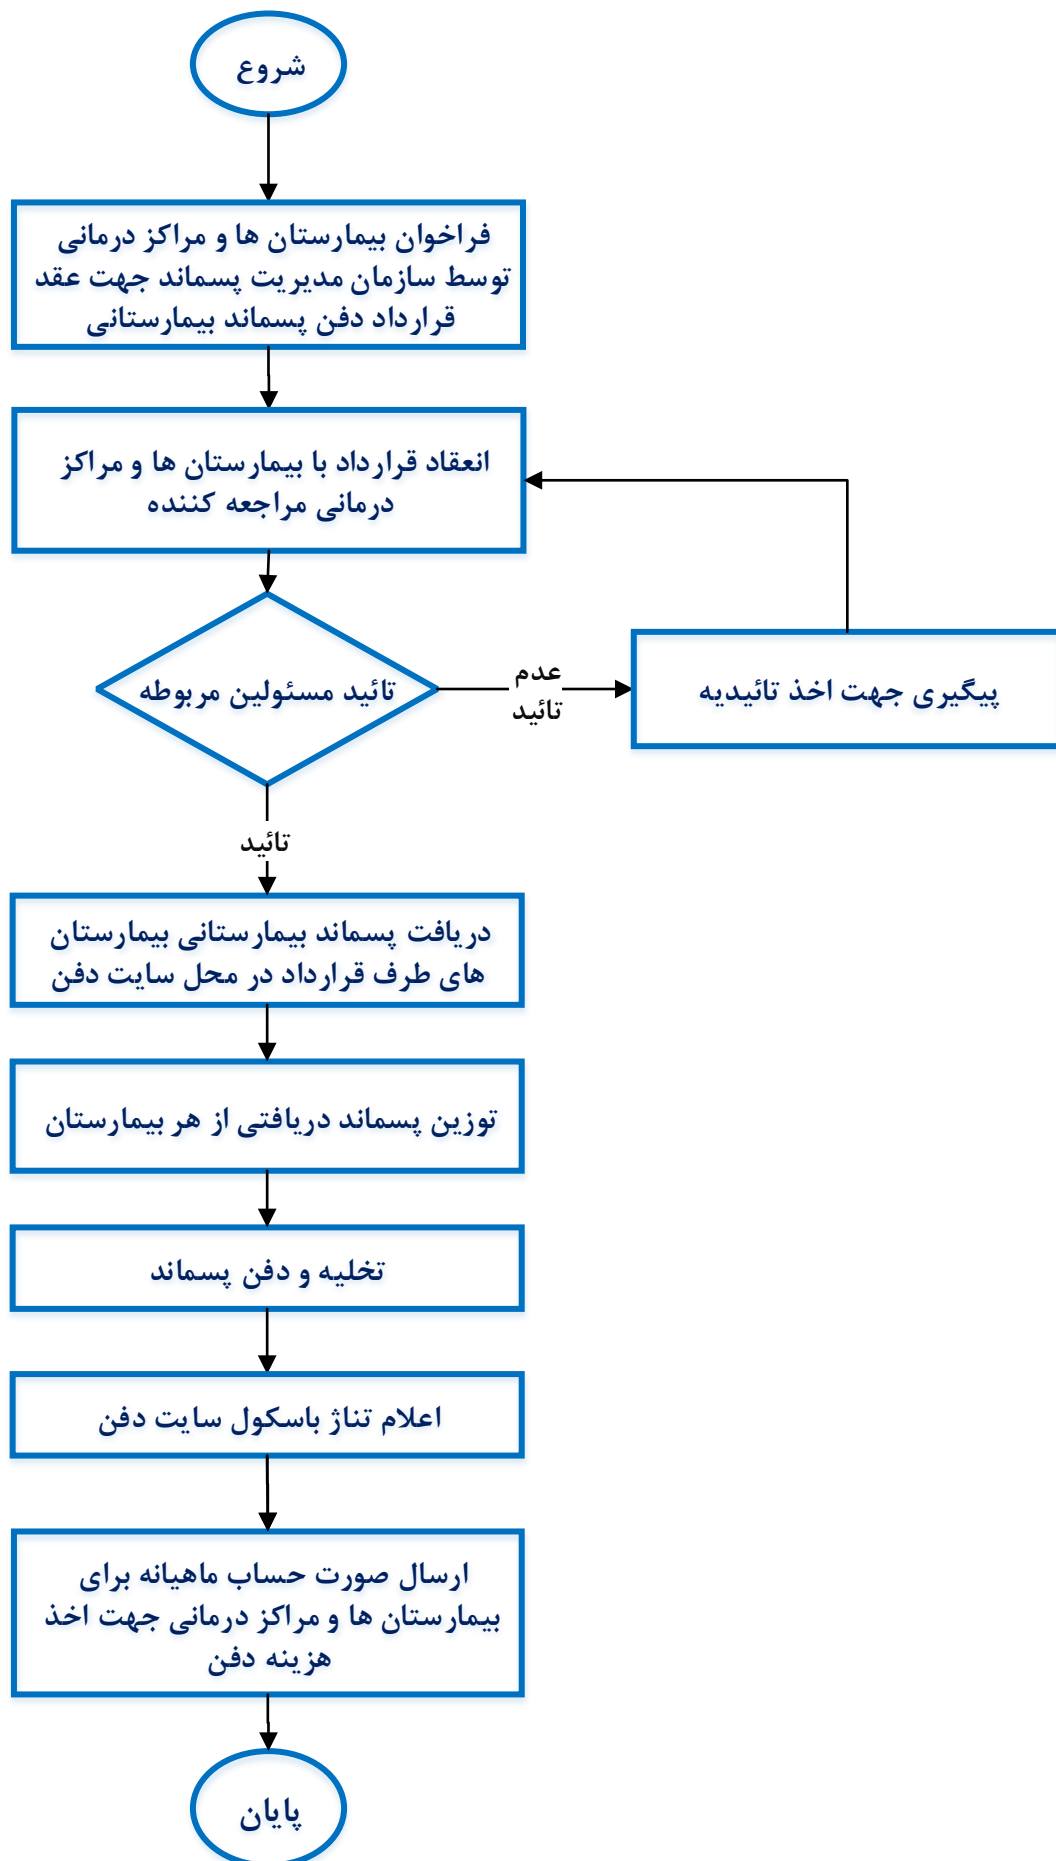 شروع
فراخوان بیمارستان ها و مراکز درمانی
توسط سازمان مدیریت پسماند جهت عقد
قرارداد دفن پسماند بیمارستانی
انعقاد قرارداد با بیمارستان ها و مراکز
درمانی مراجعه کننده
تائید مسئولین مربوطه
عدم
تائید
پیگیری جهت اخذ تائیدیه
تائید
دریافت پسماند بیمارستانی بیمارستان
های طرف قرارداد در محل سایت دفن
توزین پسماند دریافتی از هر بیمارستان
تخلیه و دفن پسماند
اعلام تناژ باسکول سایت دفن
ارسال صورت حساب ماهیانه برای
بیمارستان ها و مراکز درمانی جهت اخذ
هزینه دفن
پایان